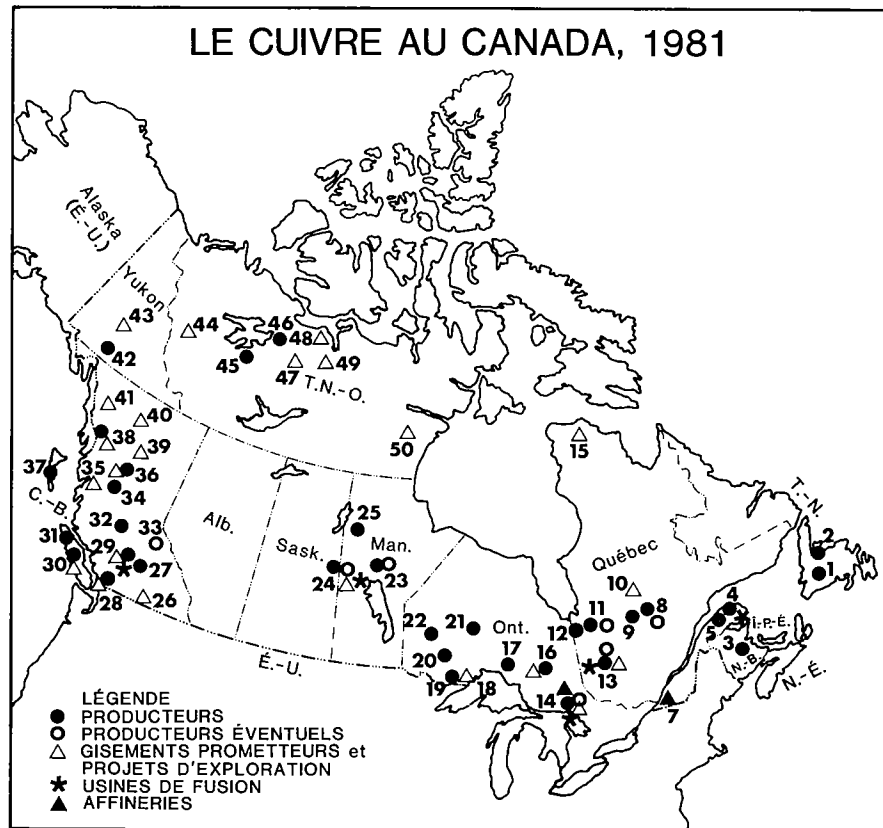 LE CUIVRE AU CANADA, 1981
Alaska
(É.-U.)
Yukon
43
44
46
48
42
45
47
49
T.N.-O.
41
40
38
39
50
15
37
35
36
34
C.-B.
Alb.
Sask.
Man.
Québec
T.-N.
32
33
25
31
29
27
30
24
23
28
26
10
2
1
22
21
Ont.
12
11
9
8
4
5
Î.-P.-É.
3
N.-B.
N.-É.
20
17
16
13
19
18
14
7
É.-U.
LÉGENDE
PRODUCTEURS
PRODUCTEURS ÉVENTUELS
GISEMENTS PROMETTEURS et
PROJETS D'EXPLORATION
USINES DE FUSION
AFFINERIES